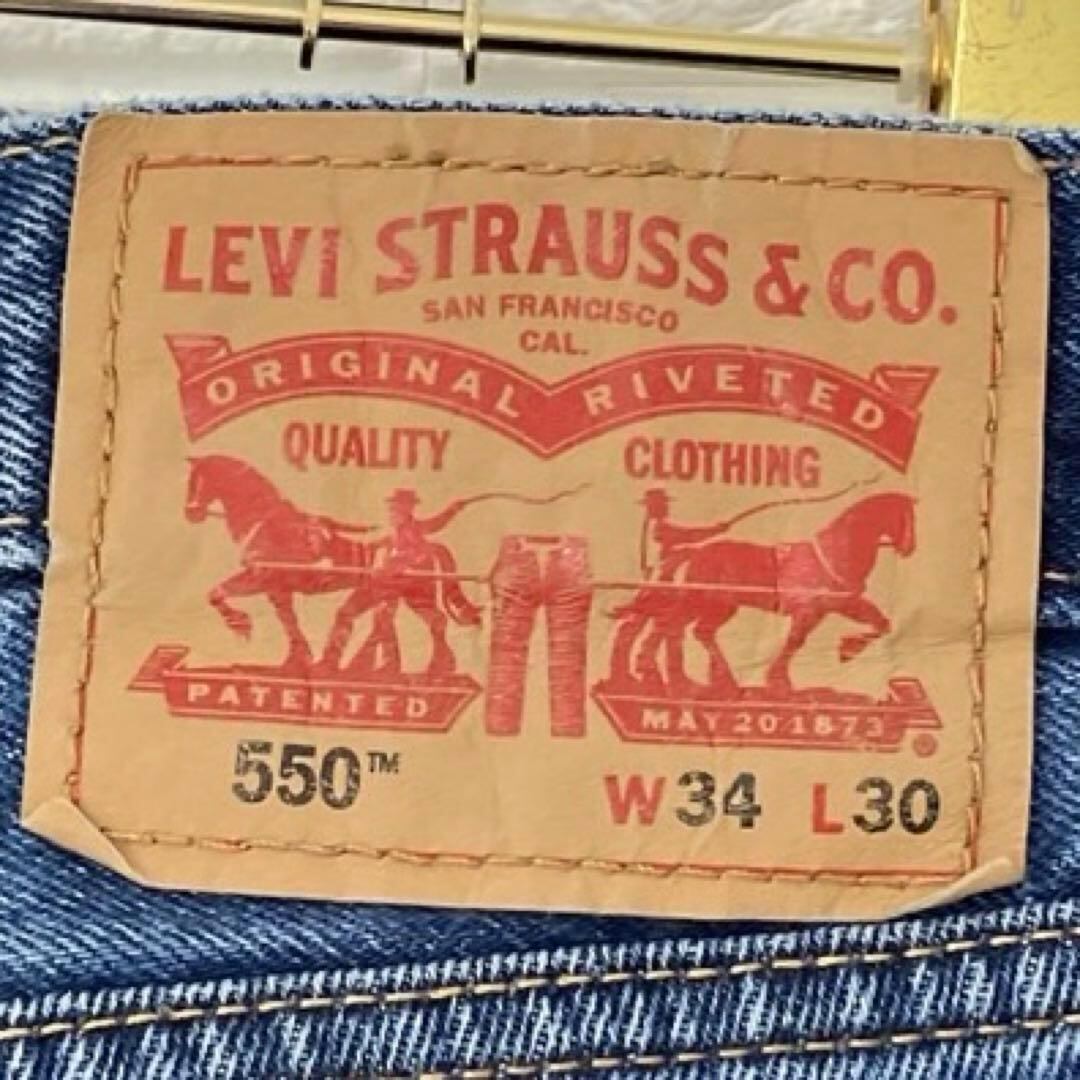 LEVI STRAUSS & CO.
SAN FRANCISCO
CAL.
ORIGINAL RIVETED
QUALITY CLOTHING
PATENTED MAY 20 1873 ®
550™ W34 L30